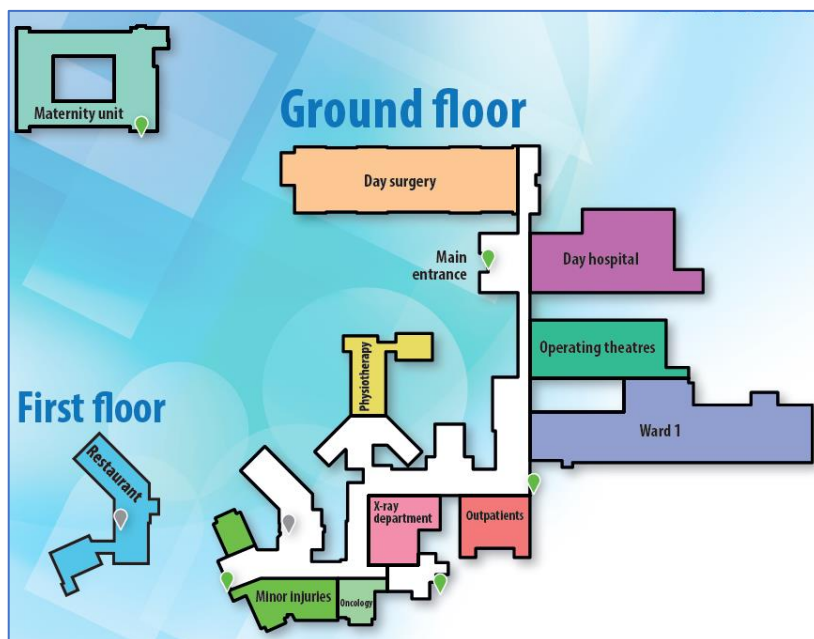 Maternity unit
Ground floor
Day surgery
Main
entrance
Day hospital
Operating theatres
Physiotherapy
First floor
Restaurant
Ward 1
X-ray
department
Outpatients
Minor injuries
Oncology